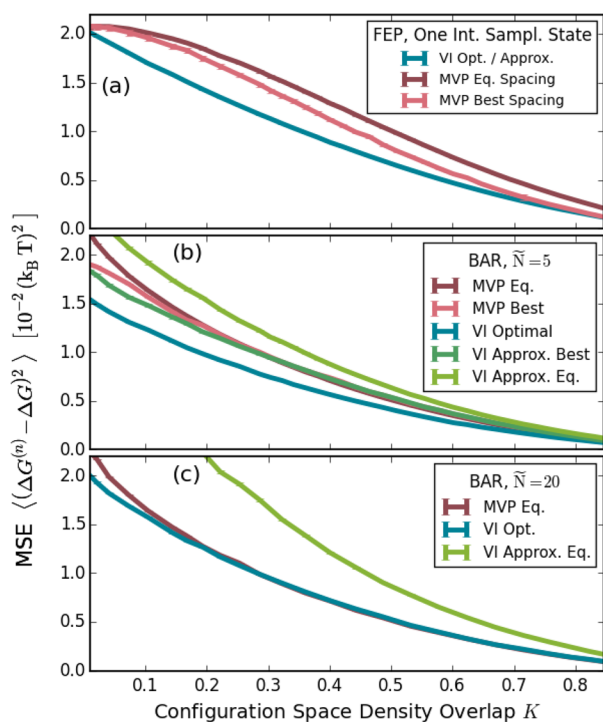 2.0
1.5
1.0
0.5
0.0
(a)
FEP, One Int. Sampl. State
VI Opt. / Approx.
MVP Eq. Spacing
MVP Best Spacing
2.0
1.5
1.0
0.5
0.0
(b)
BAR, Ñ = 5
MVP Eq.
MVP Best
VI Optimal
VI Approx. Best
VI Approx. Eq.
2.0
1.5
1.0
0.5
0.0
(c)
BAR, Ñ = 20
MVP Eq.
VI Opt.
VI Approx. Eq.
MSE ⟨(ΔG⁽ⁿ⁾ − ΔG)²⟩ [10⁻² (k_B T)²]
0.1 0.2 0.3 0.4 0.5 0.6 0.7 0.8
Configuration Space Density Overlap K